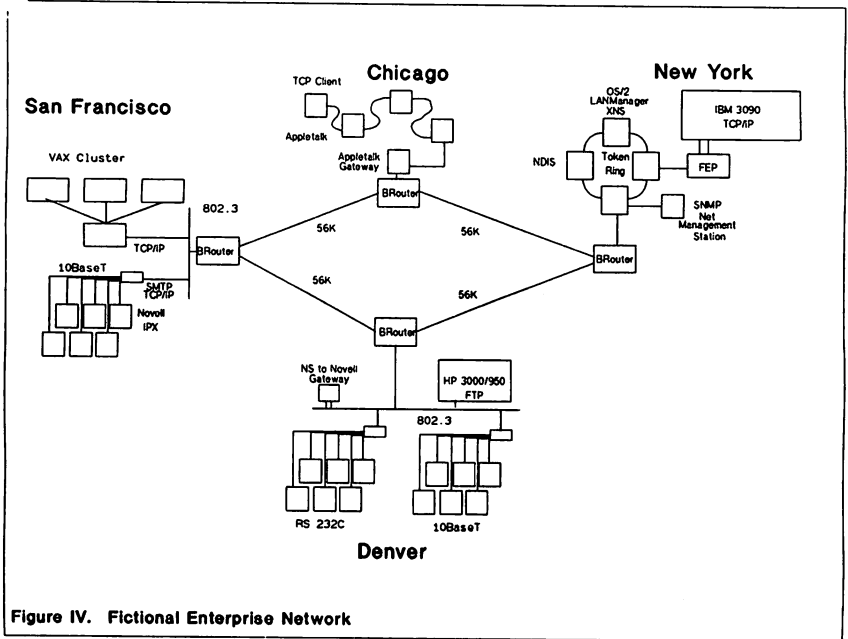 San Francisco
VAX Cluster
802.3
TCP/IP
10BaseT
SMTP
TCP/IP
Novell
IPX
BRouter
56K
56K
Chicago
TCP Client
Appletalk
Appletalk
Gateway
BRouter
56K
56K
New York
OS/2
LANManager
XNS
IBM 3090
TCP/IP
NDIS
Token
Ring
FEP
SNMP
Net
Management
Station
BRouter
BRouter
NS to Novell
Gateway
HP 3000/950
FTP
802.3
RS 232C
10BaseT
Denver
Figure IV. Fictional Enterprise Network